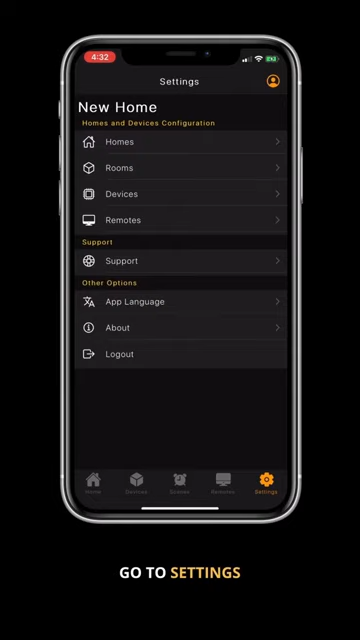 4:32
Settings
New Home
Homes and Devices Configuration
Homes
Rooms
Devices
Remotes
Support
Support
Other Options
App Language
About
Logout
Home
Devices
Scenes
Remotes
Settings
GO TO SETTINGS